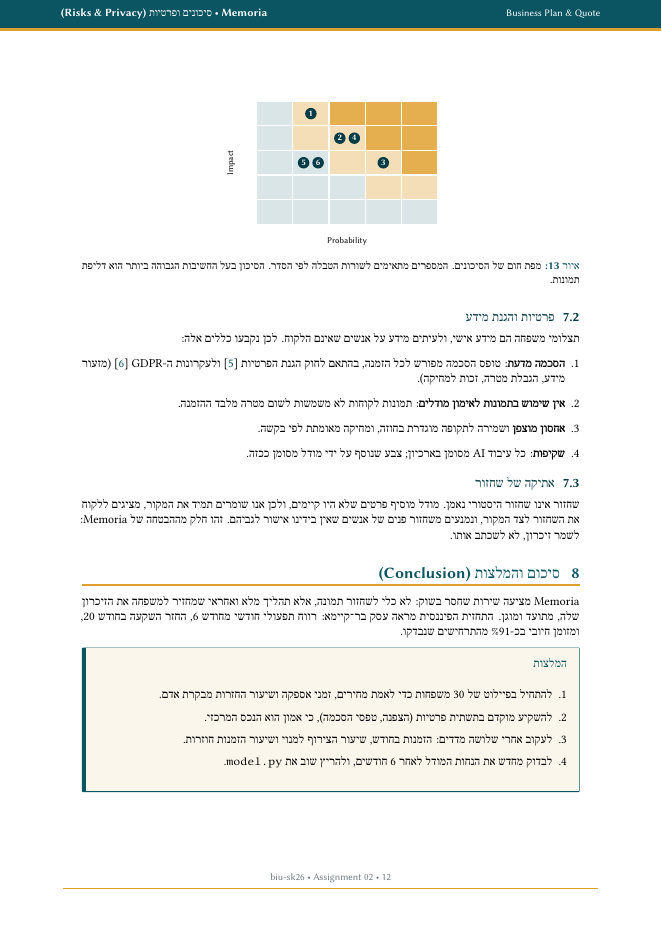 Memoria • סיכונים ופרטיות (Risks & Privacy)
Business Plan & Quote
1
2 4
5 6 3
Impact
Probability
איור 13: מפת חום של הסיכונים. המספרים מתאימים לשורות הטבלה לפי הסדר. הסיכון בעל החשיבות הגבוהה ביותר הוא דליפת
תמונות.
7.2 פרטיות והגנת מידע
תצלומי משפחה הם מידע אישי, ולעיתים מידע על אנשים שאינם הלקוח. לכן נקבעו כללים אלה:
1. הסכמה מדעת: טופס הסכמה מפורש לכל הזמנה, בהתאם לחוק הגנת הפרטיות [5] ולעקרונות ה-GDPR [6] (מזעור
מידע, הגבלת מטרה, זכות למחיקה).
2. אין שימוש בתמונות לאימון מודלים: תמונות לקוחות לא משמשות לשום מטרה מלבד ההזמנה.
3. אחסון מוצפן ושמירה לתקופה מוגדרת בחוזה, ומחיקה מאומתת לפי בקשה.
4. שקיפות: כל עיבוד AI מסומן בארכיון; צבע שנוסף על ידי מודל מסומן ככזה.
7.3 אתיקה של שחזור
שחזור אינו שחזור היסטורי נאמן. מודל מוסיף פרטים שלא היו קיימים, ולכן אנו שומרים תמיד את המקור, מציגים ללקוח
את השחזור לצד המקור, ונמנעים משחזור פנים של אנשים שאין בידינו אישור לגביהם. זהו חלק מההבטחה של Memoria:
לשמר זיכרון, לא לשכתב אותו.
8 סיכום והמלצות (Conclusion)
Memoria מציעה שירות שחסר בשוק: לא כלי לשחזור תמונה, אלא תהליך מלא ואחראי שמחזיר למשפחה את הזיכרון
שלה, מתועד ומוגן. התחזית הפיננסית מראה עסק בר־קיימא: רווח תפעולי חודשי מחודש 6, החזר השקעה בחודש 20,
ומזומן חיובי בכ-91% מהתרחישים שנבדקו.
המלצות
1. להתחיל בפיילוט של 30 משפחות כדי לאמת מחירים, זמני אספקה ושיעור החזרות מבקרת אדם.
2. להשקיע מוקדם בתשתית פרטיות (הצפנה, טפסי הסכמה), כי אמון הוא הנכס המרכזי.
3. לעקוב אחרי שלושה מדדים: הזמנות בחודש, שיעור הצירוף למנוי ושיעור הזמנות חוזרות.
4. לבדוק מחדש את הנחות המודל לאחר 6 חודשים, ולהריץ שוב את model.py.
biu-sk26 • Assignment 02 • 12